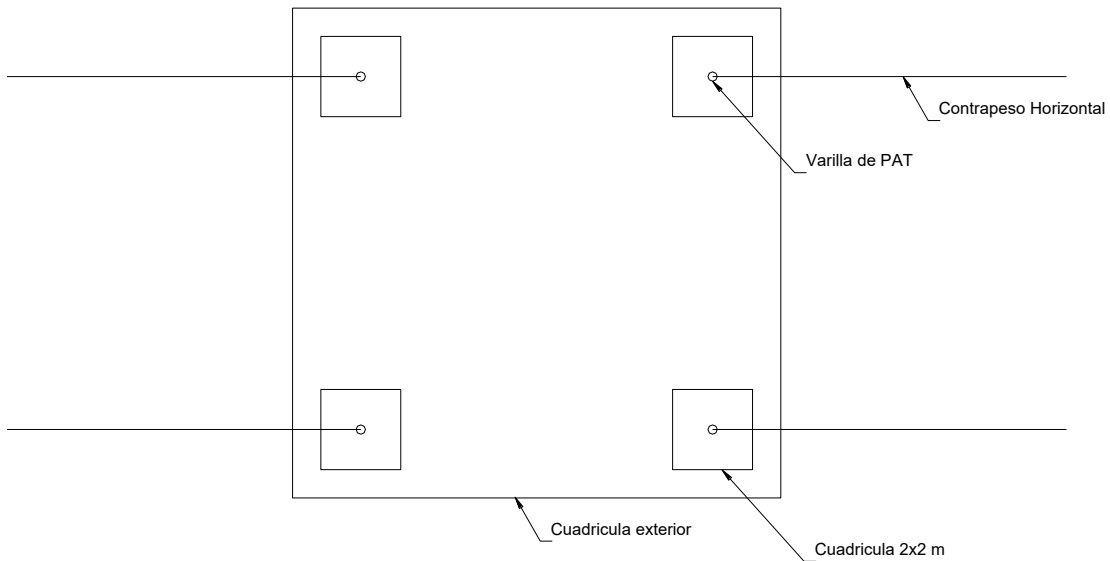 Contrapeso Horizontal
Varilla de PAT
Cuadricula exterior
Cuadricula 2x2 m